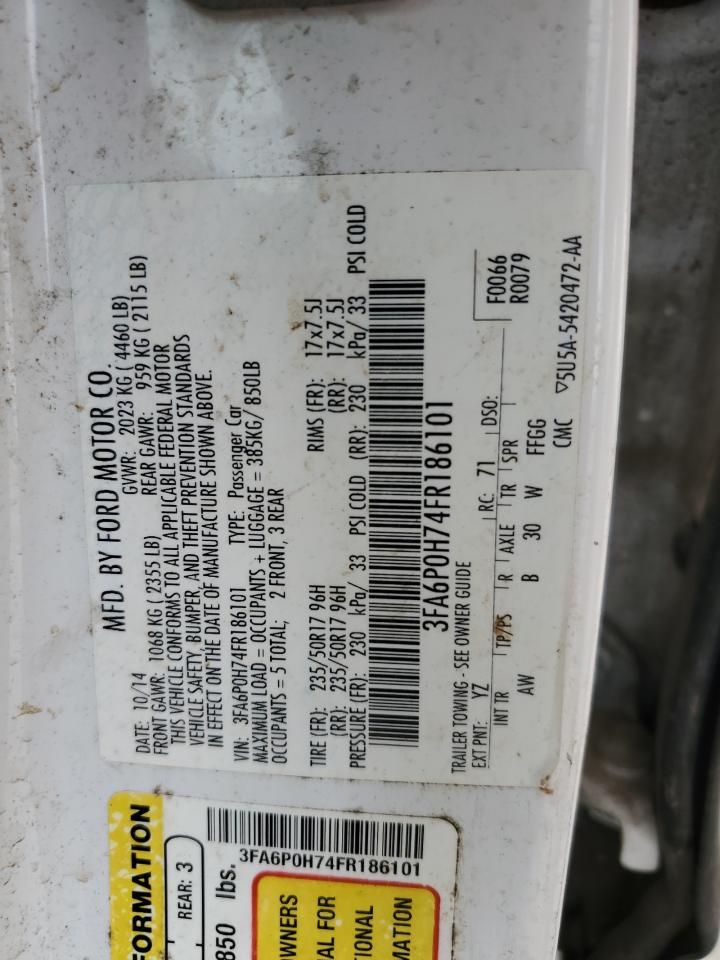 MFD. BY FORD MOTOR CO.
DATE: 10/14 GVWR: 2023 KG ( 4460 LB)
FRONT GAWR: 1068 KG ( 2355 LB) REAR GAWR: 959 KG ( 2115 LB)
THIS VEHICLE CONFORMS TO ALL APPLICABLE FEDERAL MOTOR
VEHICLE SAFETY, BUMPER, AND THEFT PREVENTION STANDARDS
IN EFFECT ON THE DATE OF MANUFACTURE SHOWN ABOVE.
VIN: 3FA6P0H74FR186101 TYPE: Passenger Car
MAXIMUM LOAD = OCCUPANTS + LUGGAGE = 385KG/ 850LB
OCCUPANTS = 5 TOTAL; 2 FRONT, 3 REAR
TIRE (FR): 235/50R17 96H RIMS (FR): 17x7.5J
(RR): 235/50R17 96H (RR): 17x7.5J
PRESSURE (FR): 230 kPa/ 33 PSI COLD (RR): 230 kPa/ 33 PSI COLD
3FA6P0H74FR186101
TRAILER TOWING - SEE OWNER GUIDE
EXT PNT: YZ RC: 71 DSO: F0066
R0079
INT TR TP/PS R AXLE TR SPR
AW B 30 W FFGG
CMC ▽5U5A-5420472-AA
FORMATION
REAR: 3
850 lbs.
3FA6P0H74FR186101
OWNERS
AL FOR
TIONAL
MATION